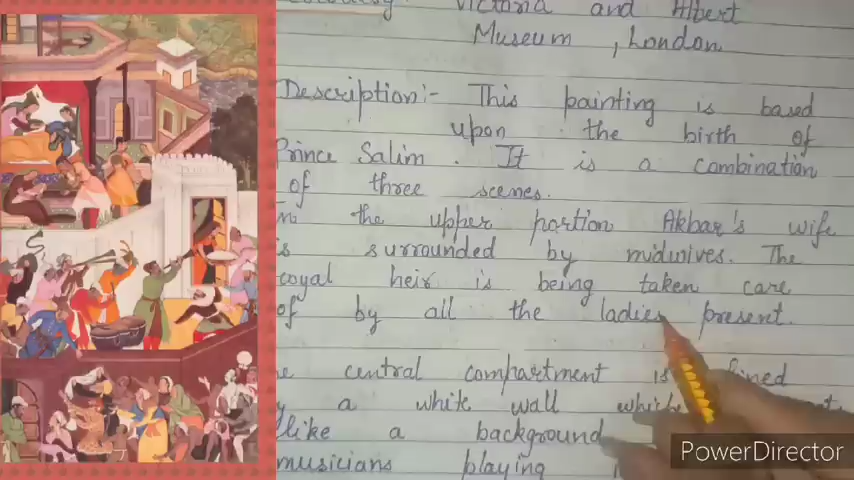 Victoria and Albert
Museum , London
Description:- This painting is based
upon the birth of
Prince Salim . It is a combination
of three scenes.
the upper portion Akbar's wife
is surrounded by midwives. The
royal heir is being taken care
of by all the ladies present.
central compartment is
a white wall
like a background
musicians playing
PowerDirector